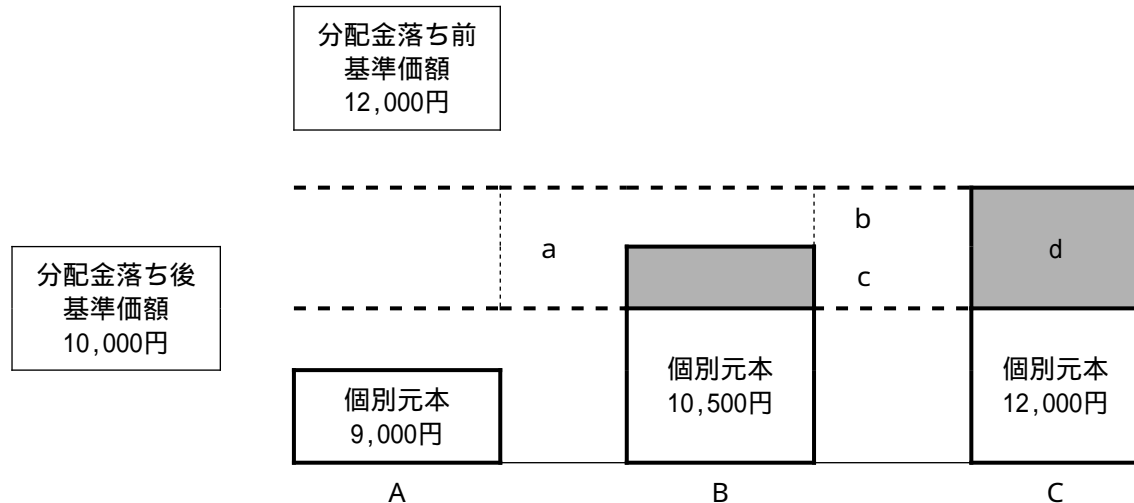 分配金落ち前
基準価額
12,000円
b
a
d
c
分配金落ち後
基準価額
10,000円
個別元本
9,000円
個別元本
10,500円
個別元本
12,000円
A
B
C